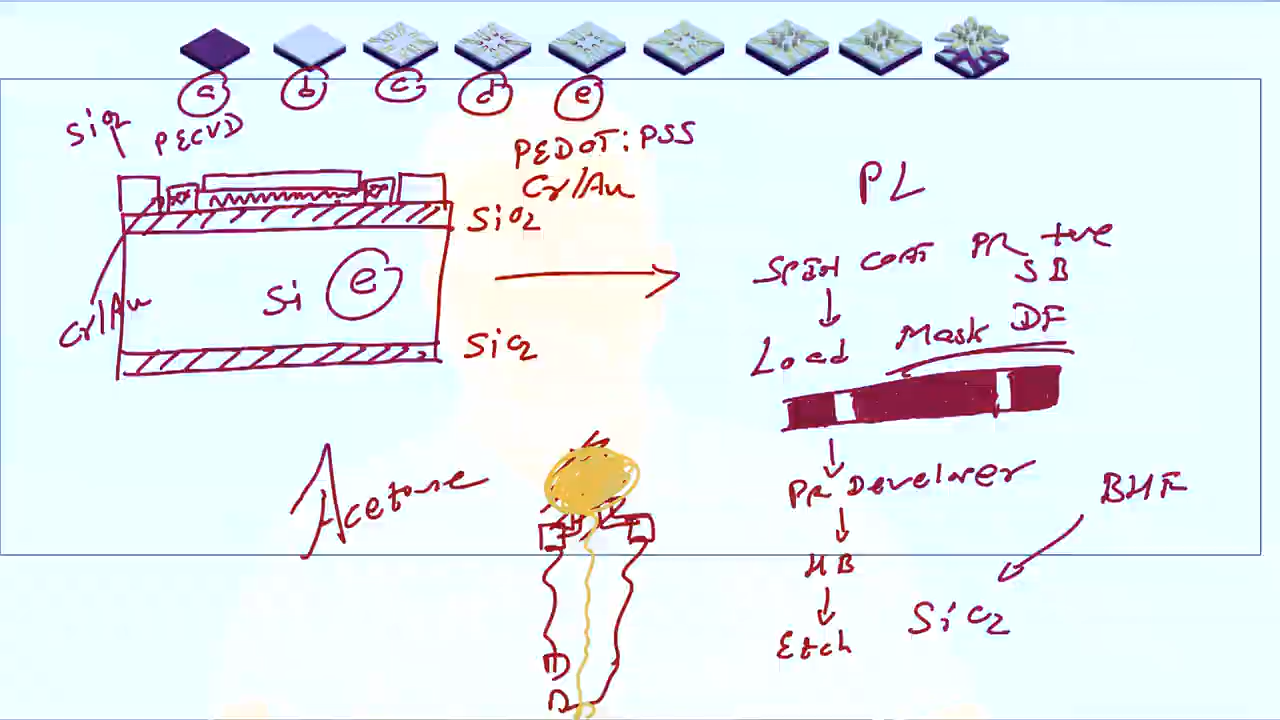 a b c d e
SiO2
PECVD
PEDOT:PSS
Cr/Au
SiO2
Si e
Cr/Au
SiO2
PL
SPIN COAT PR +tve
SB
Load Mask DF
PR Developer
BHF
HB
SiO2
Etch
Acetone